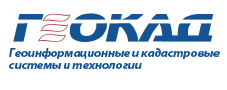 ГЕОКАД
Геоинформационные и кадастровые
системы и технологии